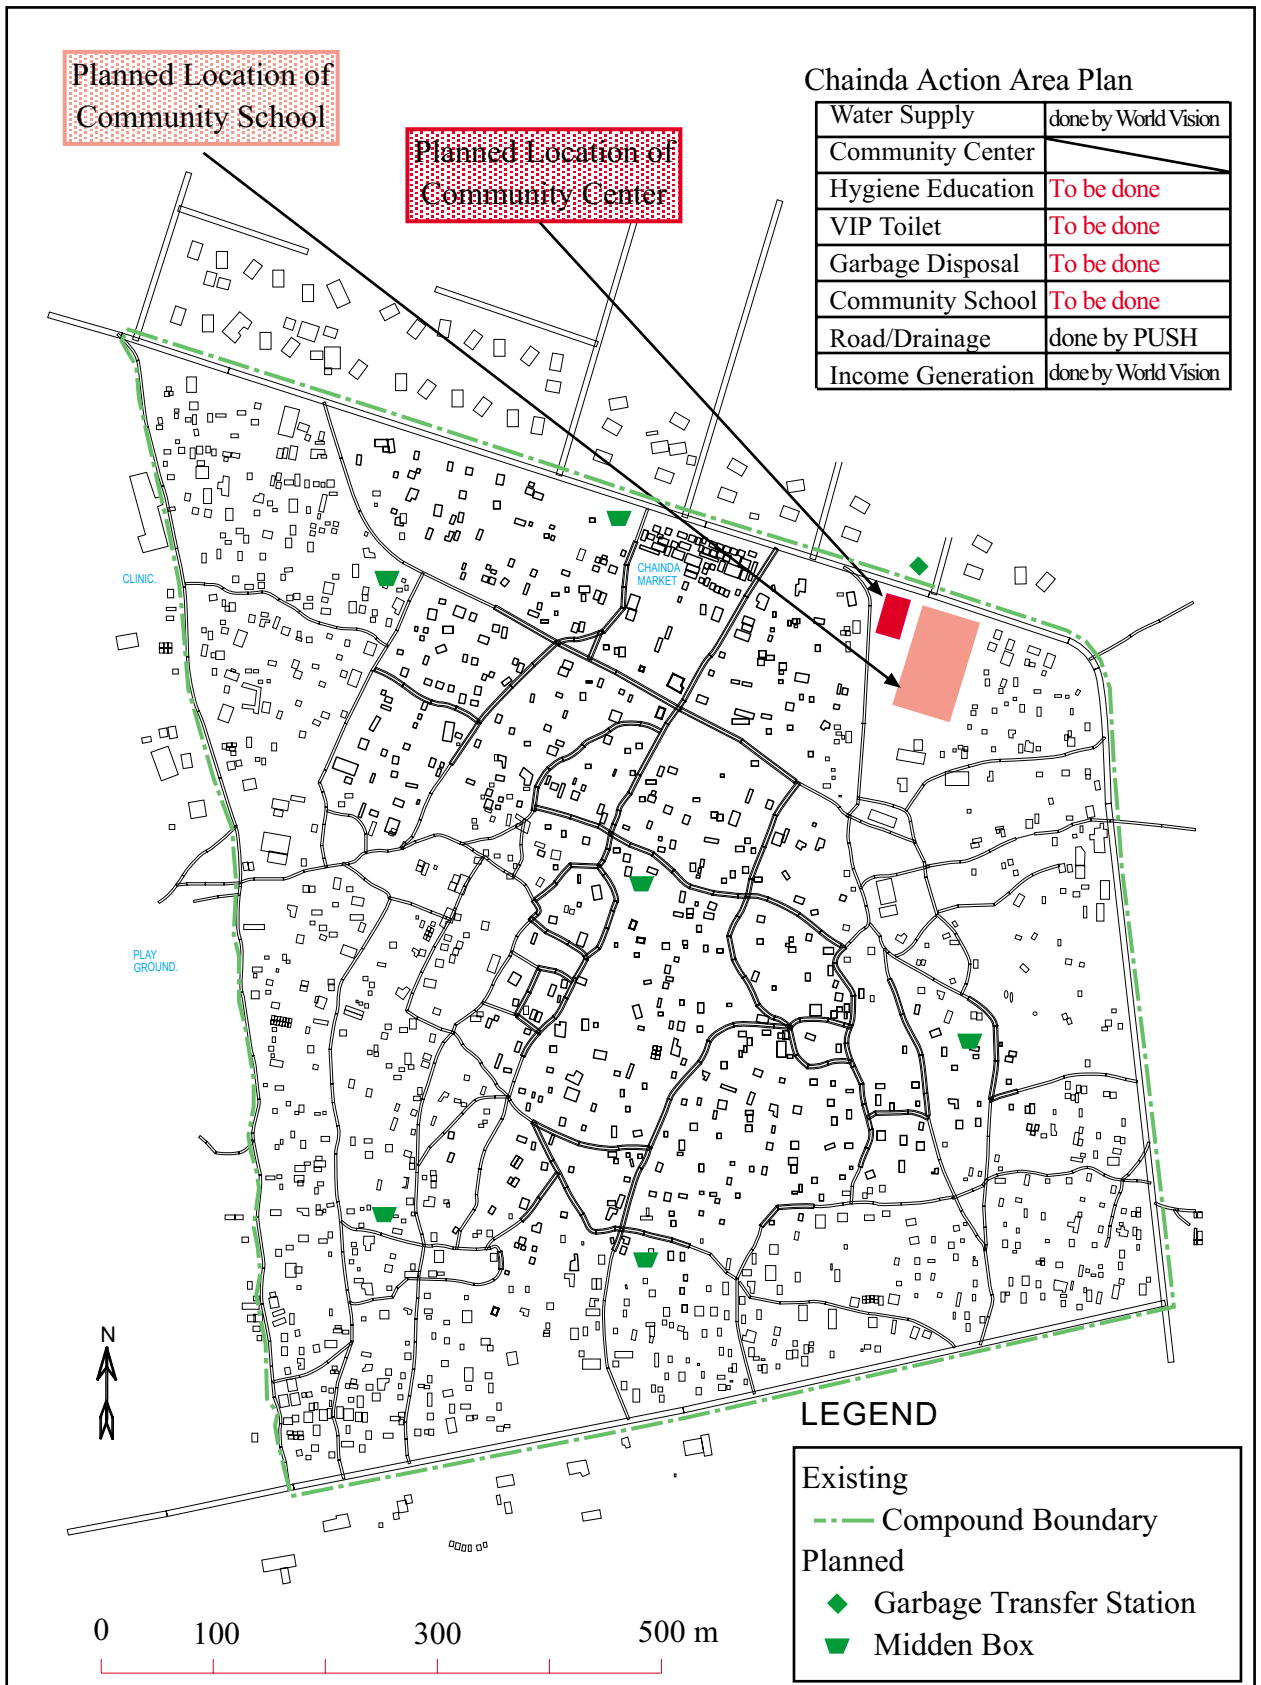 Planned Location of
Community School
Planned Location of
Community Center
Chainda Action Area Plan
Water Supply done by World Vision
Community Center
Hygiene Education To be done
VIP Toilet To be done
Garbage Disposal To be done
Community School To be done
Road/Drainage done by PUSH
Income Generation done by World Vision
CLINIC.
CHAINDA
MARKET
PLAY
GROUND.
N
LEGEND
Existing
Compound Boundary
Planned
Garbage Transfer Station
Midden Box
0 100 300 500 m